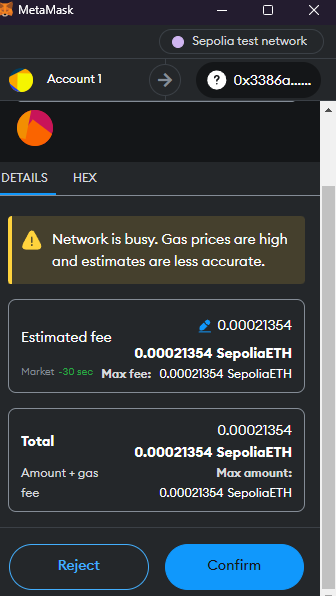 MetaMask
Sepolia test network
Account 1
? 0x3386a......
DETAILS HEX
Network is busy. Gas prices are high
and estimates are less accurate.
0.00021354
Estimated fee
0.00021354 SepoliaETH
Market ~30 sec Max fee: 0.00021354 SepoliaETH
0.00021354
Total
0.00021354 SepoliaETH
Amount + gas Max amount:
fee 0.00021354 SepoliaETH
Reject Confirm